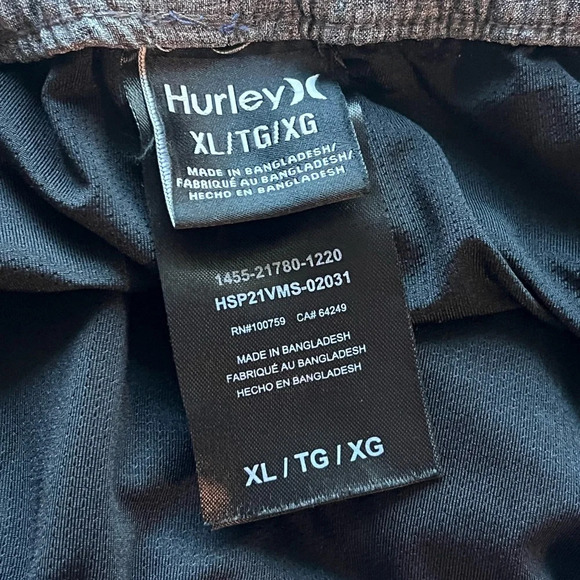 Hurley
XL/TG/XG
MADE IN BANGLADESH/
FABRIQUÉ AU BANGLADESH/
HECHO EN BANGLADESH
1455-21780-1220
HSP21VMS-02031
RN#100759 CA# 64249
MADE IN BANGLADESH
FABRIQUÉ AU BANGLADESH
HECHO EN BANGLADESH
XL / TG / XG